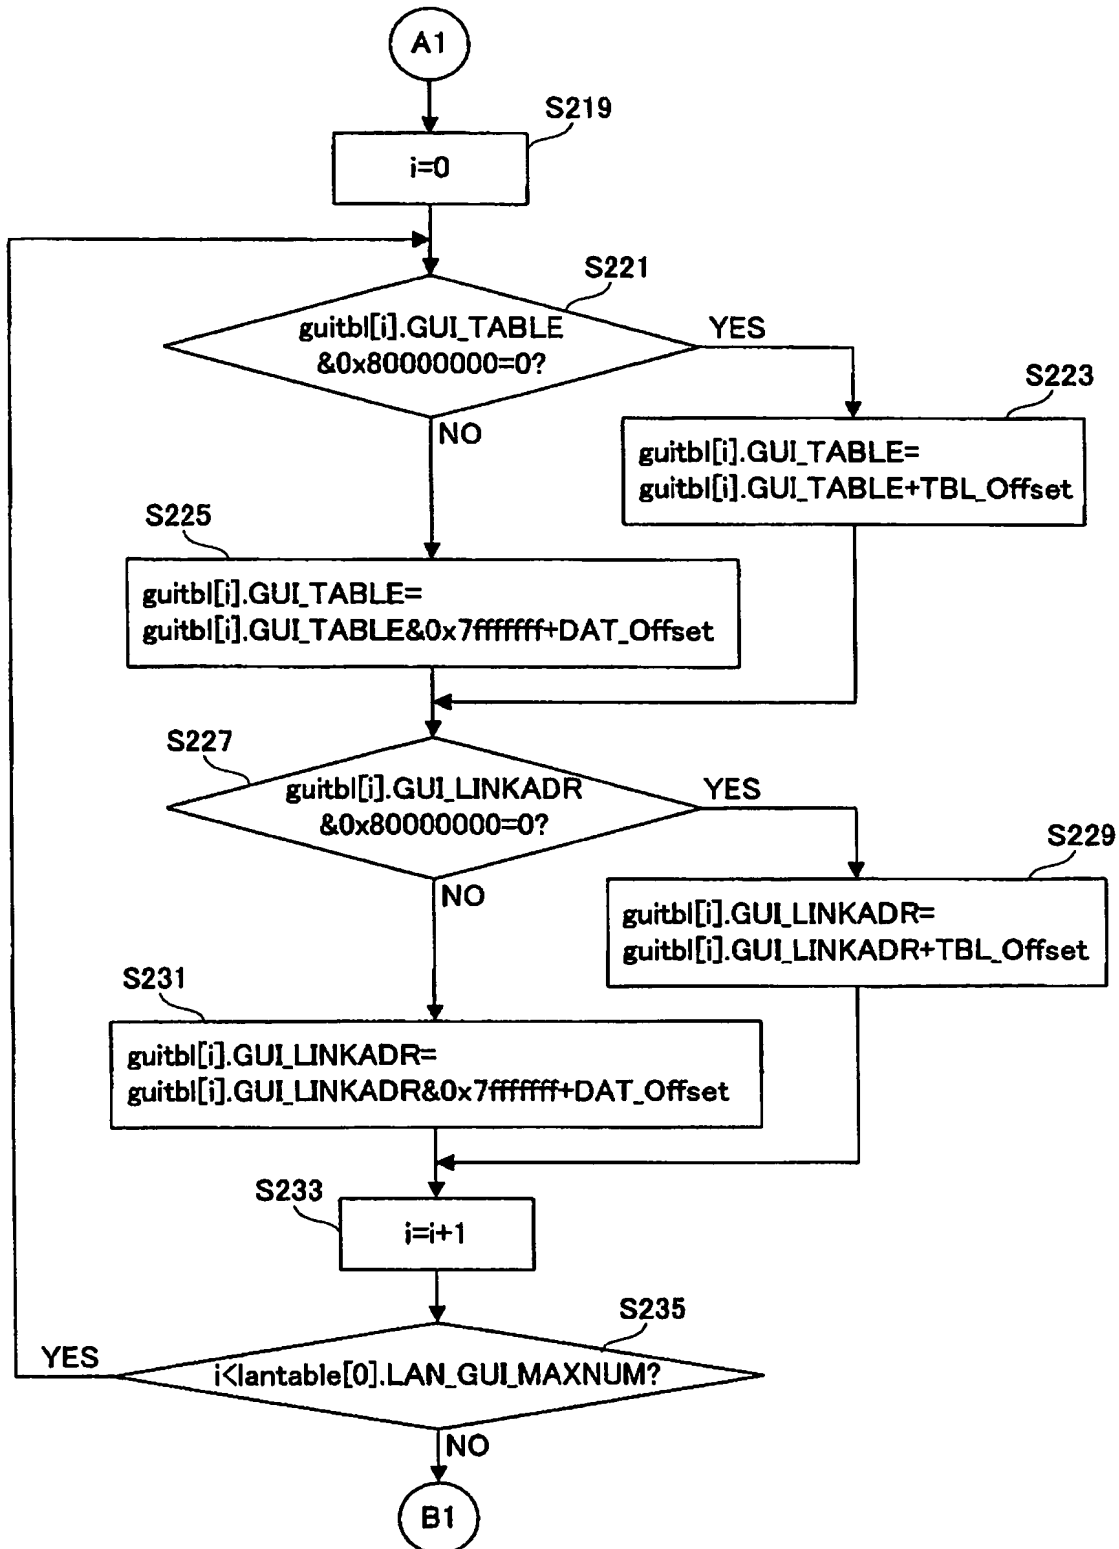 A1
S219
i=0
S221
guitbl[i].GUI_TABLE
&0x80000000=0?
YES
NO
S223
guitbl[i].GUI_TABLE=
guitbl[i].GUI_TABLE+TBL_Offset
S225
guitbl[i].GUI_TABLE=
guitbl[i].GUI_TABLE&0x7fffffff+DAT_Offset
S227
guitbl[i].GUI_LINKADR
&0x80000000=0?
YES
NO
S229
guitbl[i].GUI_LINKADR=
guitbl[i].GUI_LINKADR+TBL_Offset
S231
guitbl[i].GUI_LINKADR=
guitbl[i].GUI_LINKADR&0x7fffffff+DAT_Offset
S233
i=i+1
S235
YES
i<lantable[0].LAN_GUI_MAXNUM?
NO
B1